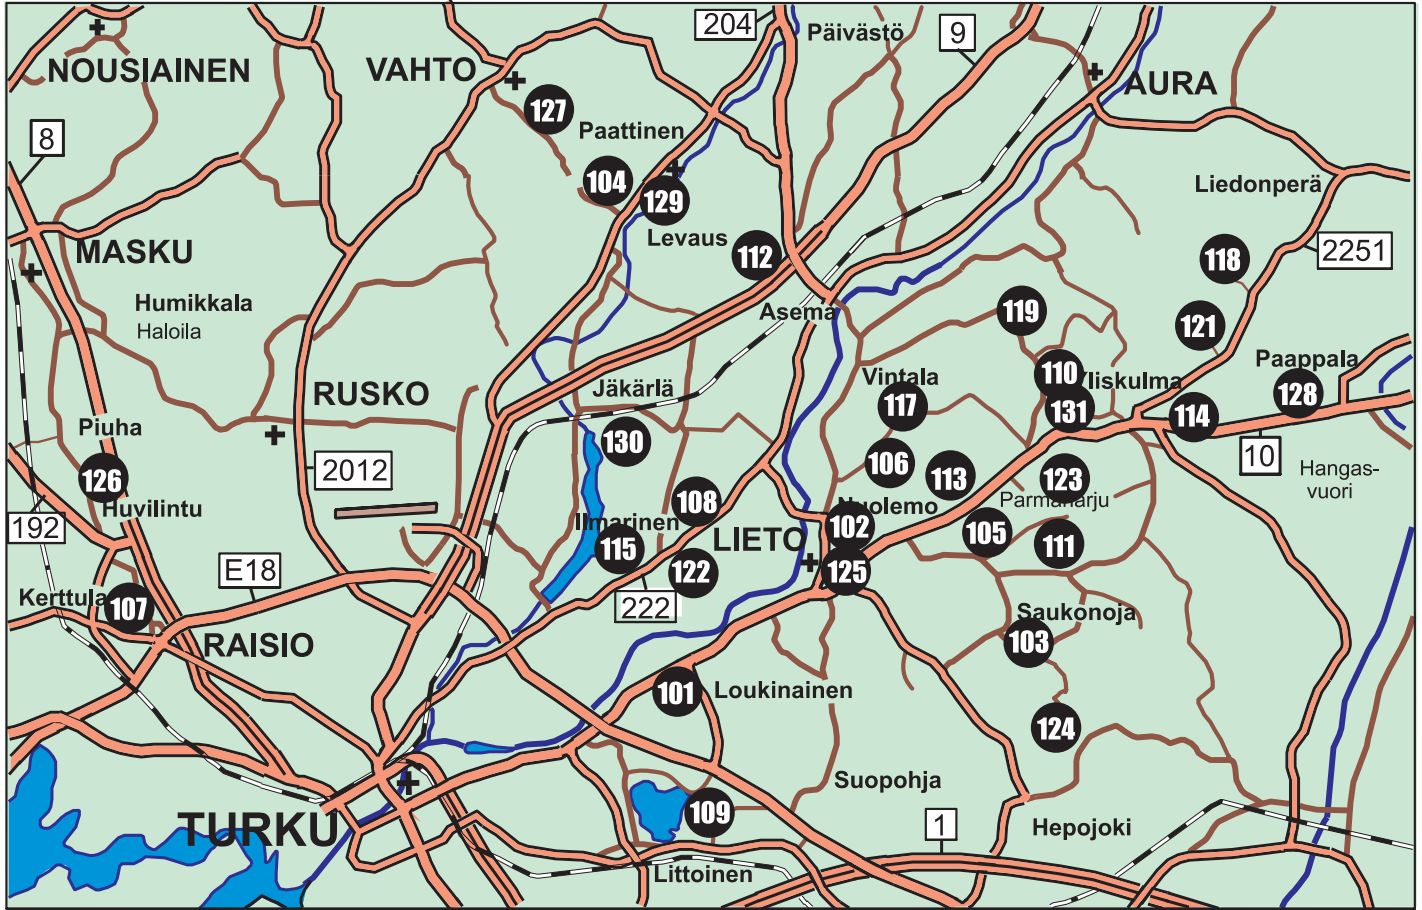 204
Päivästö
9
NOUSIAINEN
VAHTO
AURA
127
8
Paattinen
104
129
Liedonperä
Levaus
112
MASKU
118
2251
Humikkala
Haloila
Asema
119
121
Paappala
RUSKO
Jäkärlä
Vintala
110
Yliskulma
128
117
131
114
Piuha
130
10
2012
106
113
123
Hangas-
vuori
126
Huvilintu
108
Nuolemo
Parmaharju
192
Ilmarinen
LIETO
102
105
111
115
122
125
E18
Kerttula
107
222
Saukonoja
RAISIO
103
101
Loukinainen
124
Suopohja
109
TURKU
1
Hepojoki
Littoinen